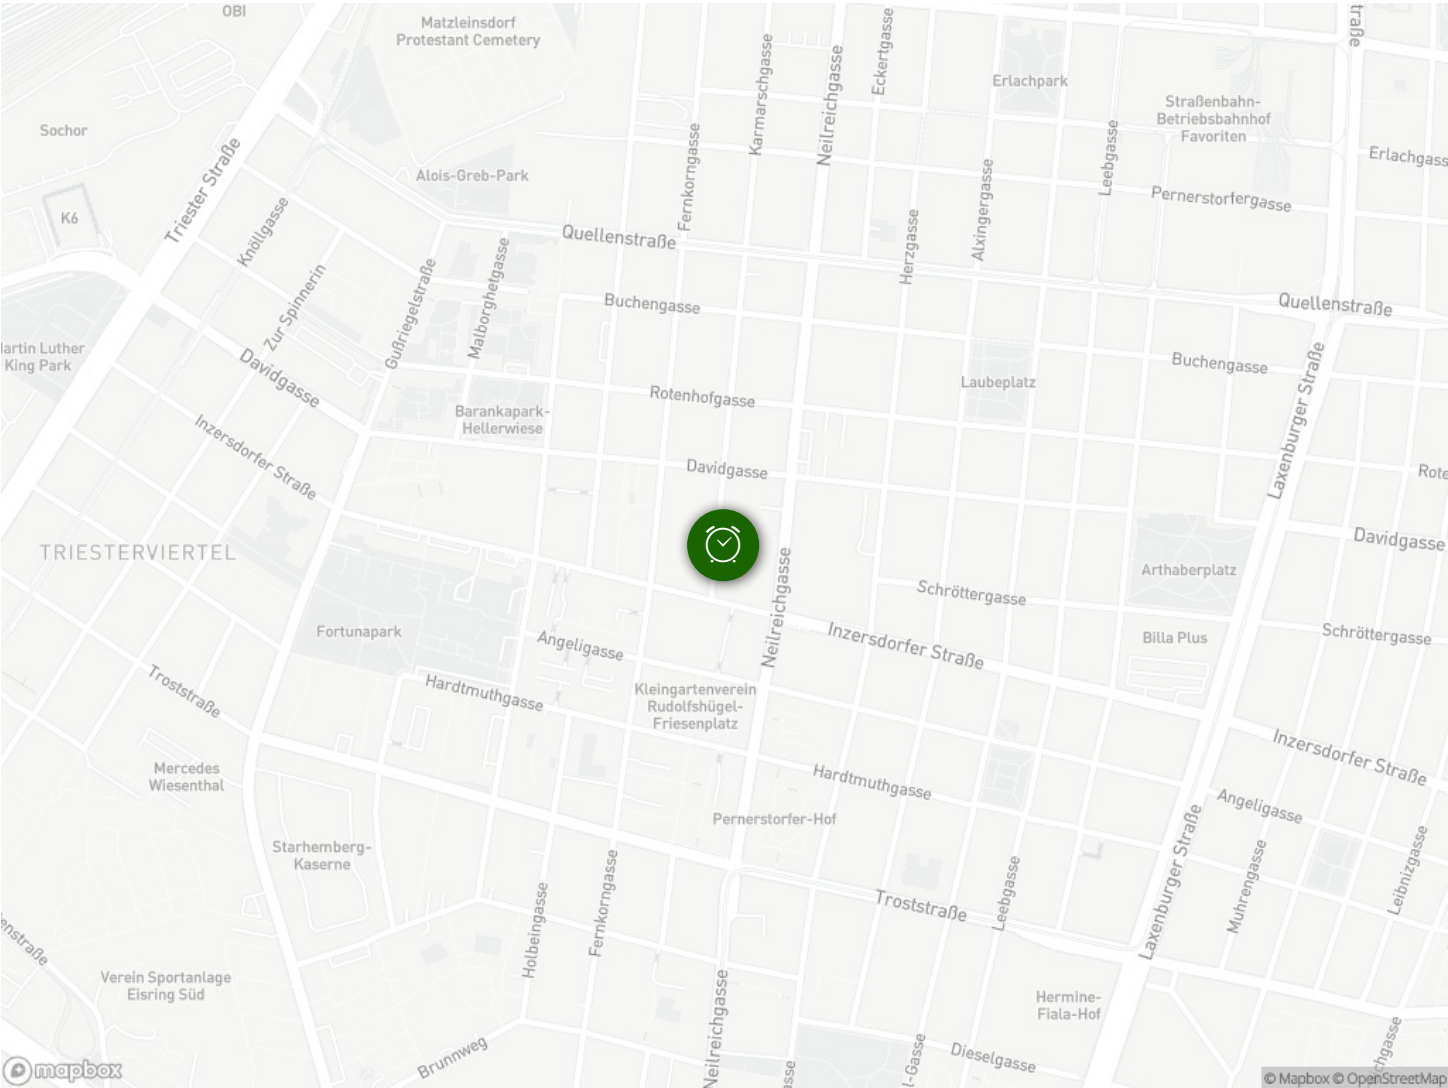 OBI
Matzleinsdorf
Protestant Cemetery
Karmarschgasse
Neilreichgasse
Eckertgasse
Erlachpark
Straßenbahn-
Betriebsbahnhof
Favoriten
traße
Sochor
Triester Straße
Alois-Greb-Park
Fernkorngasse
Alxingergasse
Leebgasse
Erlachgass
Pernerstorfergasse
K6
Knöllgasse
Quellenstraße
Herzgasse
Zur Spinnerin
Gußriegelstraße
Malborghetgasse
Buchengasse
Quellenstraße
artin Luther
King Park
Davidgasse
Rotenhofgasse
Laubeplatz
Buchengasse
Barankapark-
Hellerwiese
Inzersdorfer Straße
Davidgasse
Laxenburger Straße
Rote
TRIESTERVIERTEL
Davidgasse
Arthaberplatz
Neilreichgasse
Schröttergasse
Fortunapark
Angeligasse
Inzersdorfer Straße
Billa Plus
Schröttergasse
Troststraße
Hardtmuthgasse
Kleingartenverein
Rudolfshügel-
Friesenplatz
Mercedes
Wiesenthal
Hardtmuthgasse
Inzersdorfer Straße
Pernerstorfer-Hof
Angeligasse
Starhemberg-
Kaserne
Holbeingasse
Fernkorngasse
Troststraße
Leebgasse
Laxenburger Straße
Muhrengasse
Leibnizgasse
enstraße
Verein Sportanlage
Eisring Süd
Neilreichgasse
Hermine-
Fiala-Hof
Brunnweg
gasse
l-Gasse
Dieselgasse
chgasse
mapbox
© Mapbox © OpenStreetMap